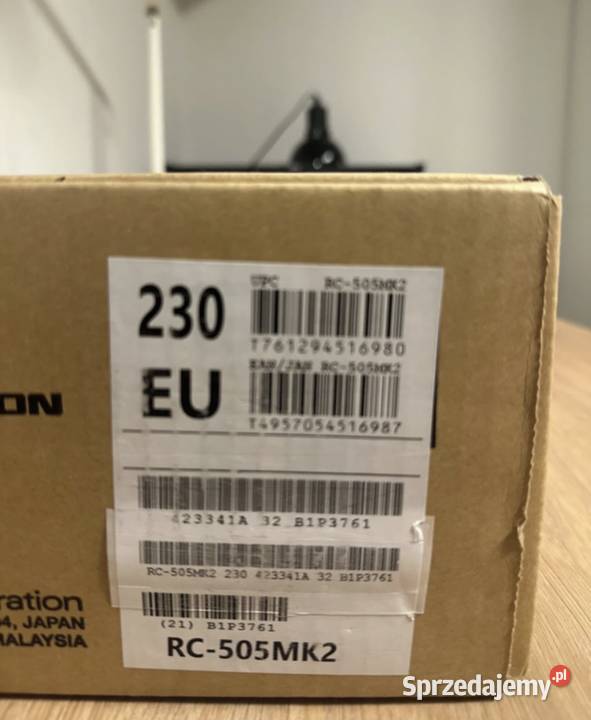 230
EU
UPC RC-505MK2
T761294516980
EAN/JAN RC-505MK2
T4957054516987
ON
423341A 32 B1P3761
RC-505MK2 230 423341A 32 B1P3761
(21) B1P3761
RC-505MK2
ration
4, JAPAN
MALAYSIA
Sprzedajemy.pl